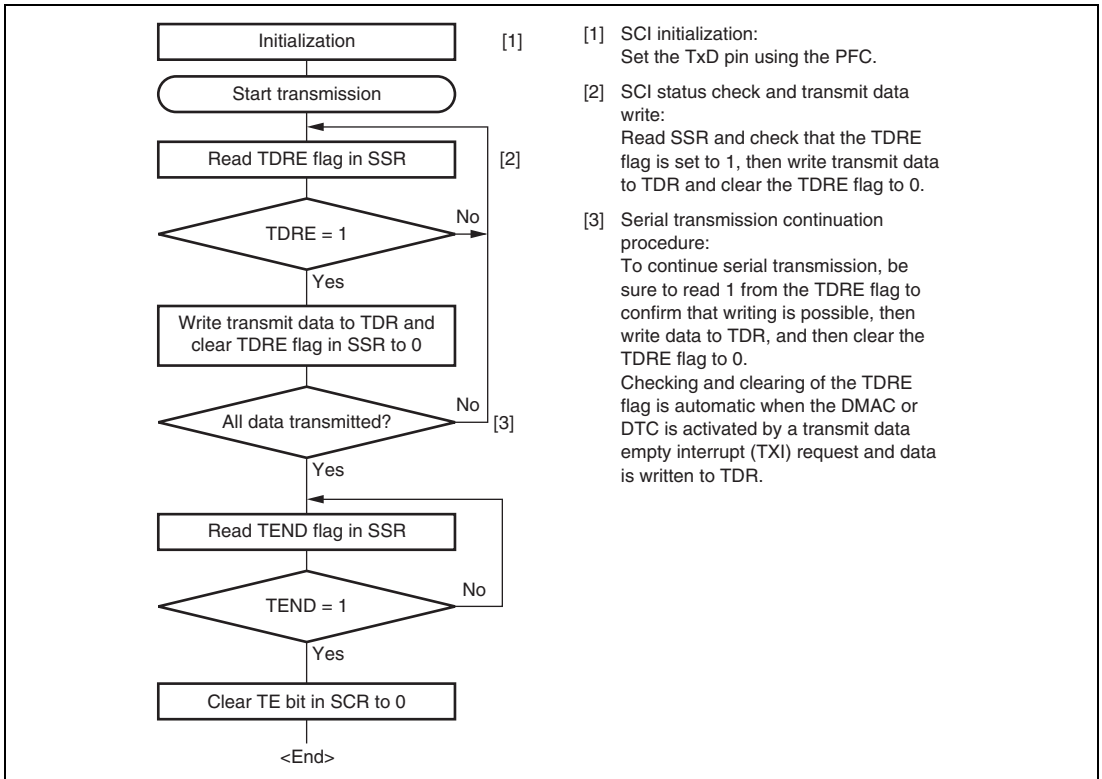 Initialization
[1]
Start transmission
Read TDRE flag in SSR
[2]
TDRE = 1
No
Yes
Write transmit data to TDR and
clear TDRE flag in SSR to 0
All data transmitted?
No
[3]
Yes
Read TEND flag in SSR
TEND = 1
No
Yes
Clear TE bit in SCR to 0
<End>
[1] SCI initialization:
Set the TxD pin using the PFC.
[2] SCI status check and transmit data
write:
Read SSR and check that the TDRE
flag is set to 1, then write transmit data
to TDR and clear the TDRE flag to 0.
[3] Serial transmission continuation
procedure:
To continue serial transmission, be
sure to read 1 from the TDRE flag to
confirm that writing is possible, then
write data to TDR, and then clear the
TDRE flag to 0.
Checking and clearing of the TDRE
flag is automatic when the DMAC or
DTC is activated by a transmit data
empty interrupt (TXI) request and data
is written to TDR.